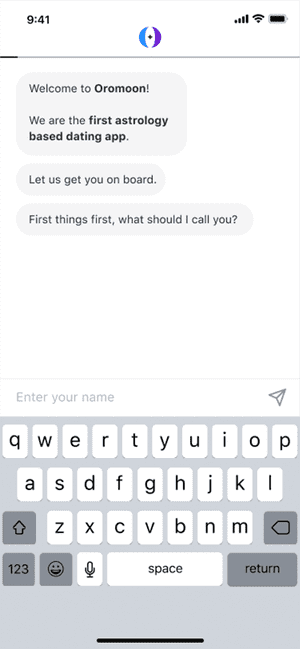 9:41
Welcome to Oromoon!
We are the first astrology
based dating app.
Let us get you on board.
First things first, what should I call you?
Enter your name
q w e r t y u i o p
a s d f g h j k l
z x c v b n m
123 space return